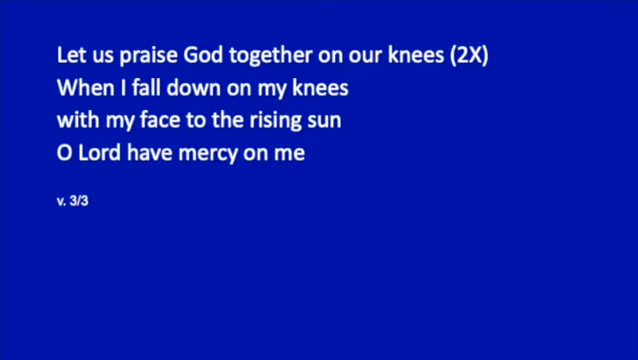 Let us praise God together on our knees (2X)
When I fall down on my knees
with my face to the rising sun
O Lord have mercy on me
v. 3/3